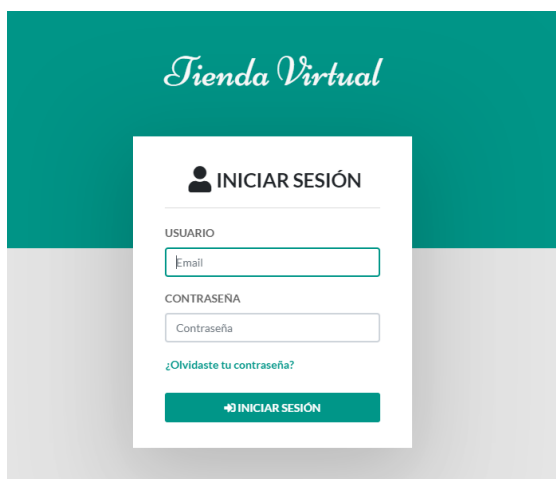 Tienda Virtual
INICIAR SESIÓN
USUARIO
Email
CONTRASEÑA
Contraseña
¿Olvidaste tu contraseña?
INICIAR SESIÓN